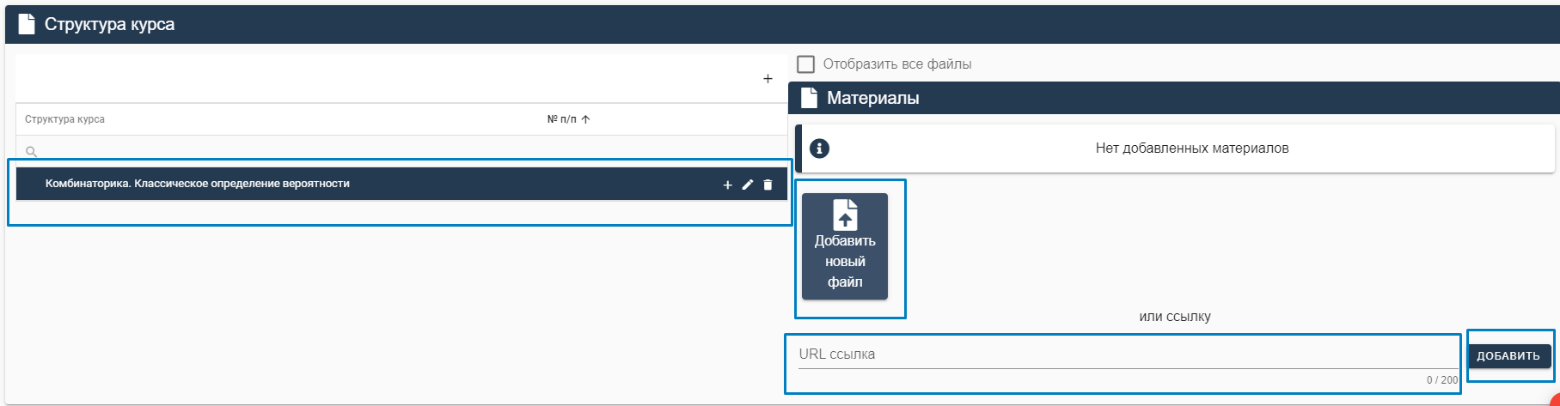 Структура курса
Отобразить все файлы
Материалы
Структура курса № п/п
Нет добавленных материалов
Комбинаторика. Классическое определение вероятности
Добавить
новый
файл
или ссылку
URL ссылка
ДОБАВИТЬ
0 / 200